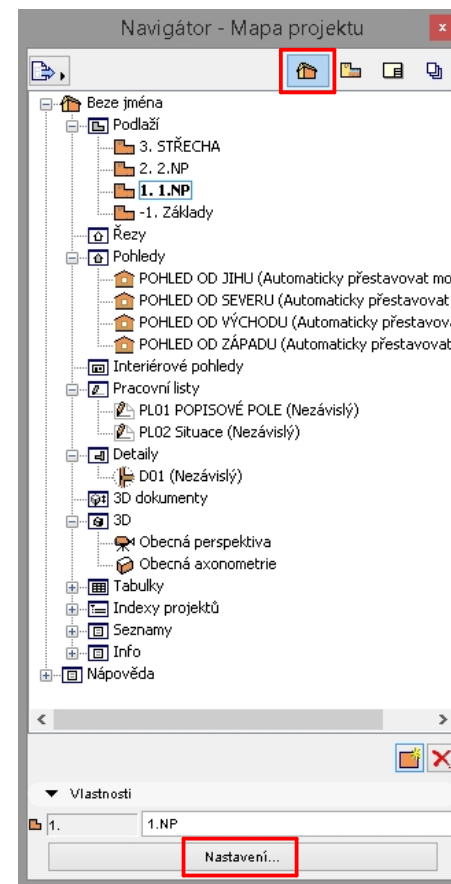 Navigátor - Mapa projektu
Beze jména
Podlaží
3. STŘECHA
2. 2.NP
1. 1.NP
-1. Základy
Řezy
Pohledy
POHLED OD JIHU (Automaticky přestavovat mo
POHLED OD SEVERU (Automaticky přestavovat
POHLED OD VÝCHODU (Automaticky přestavova
POHLED OD ZÁPADU (Automaticky přestavovat
Interiérové pohledy
Pracovní listy
PL01 POPISOVÉ POLE (Nezávislý)
PL02 Situace (Nezávislý)
Detaily
D01 (Nezávislý)
3D dokumenty
3D
Obecná perspektiva
Obecná axonometrie
Tabulky
Indexy projektů
Seznamy
Info
Nápověda
Vlastnosti
1. 1.NP
Nastavení...